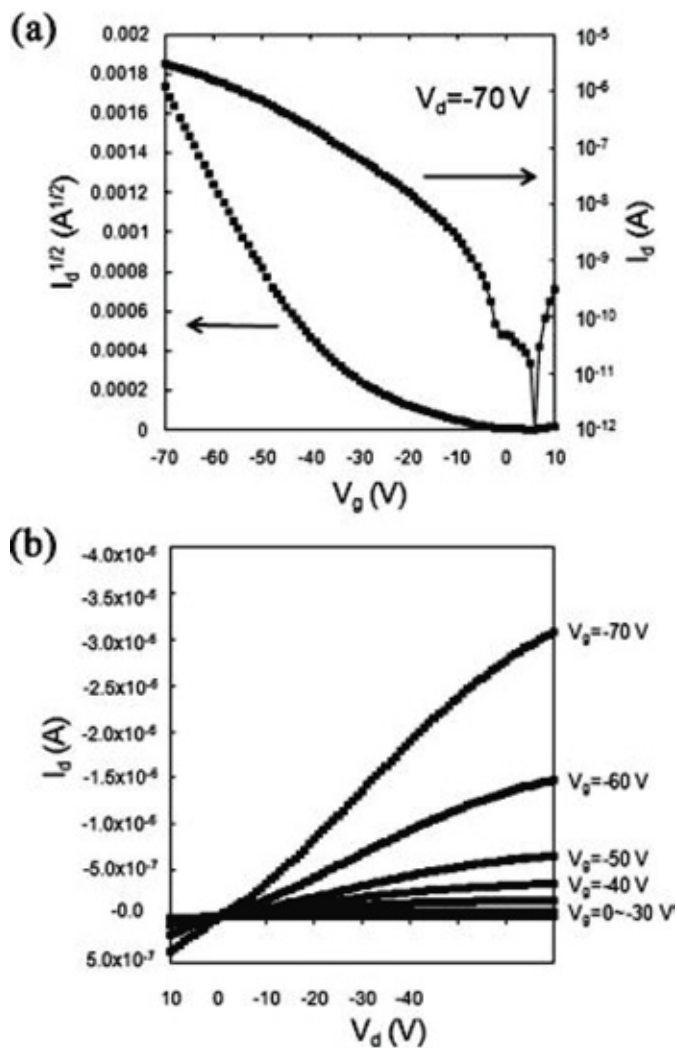 (a)
0.002
0.0018
0.0016
0.0014
0.0012
0.001
0.0008
0.0006
0.0004
0.0002
0
I_d^{1/2} (A^{1/2})
V_d=-70 V
10^{-5}
10^{-6}
10^{-7}
10^{-8}
10^{-9}
10^{-10}
10^{-11}
10^{-12}
I_d (A)
-70 -60 -50 -40 -30 -20 -10 0 10
V_g (V)
(b)
-4.0x10^{-6}
-3.5x10^{-6}
-3.0x10^{-6}
-2.5x10^{-6}
-2.0x10^{-6}
-1.5x10^{-6}
-1.0x10^{-6}
-5.0x10^{-7}
-0.0
5.0x10^{-7}
I_d (A)
V_g=-70 V
V_g=-60 V
V_g=-50 V
V_g=-40 V
V_g=0~-30 V
10 0 -10 -20 -30 -40
V_d (V)